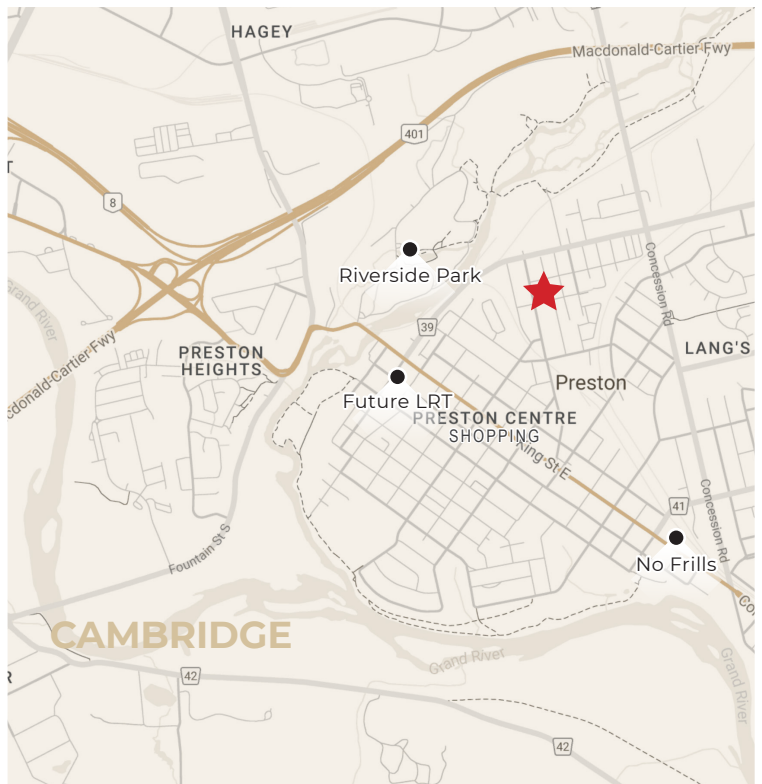 HAGEY
Macdonald-Cartier Fwy
401
T
8
Riverside Park
Concession Rd
Grand River
39
LANG'S
PRESTON
HEIGHTS
cdonald-Cartier Fwy
Preston
Future LRT
PRESTON CENTRE
SHOPPING
King St E
41
Concession Rd
Fountain St S
No Frills
Co
CAMBRIDGE
Grand River
Grand River
R
42
42